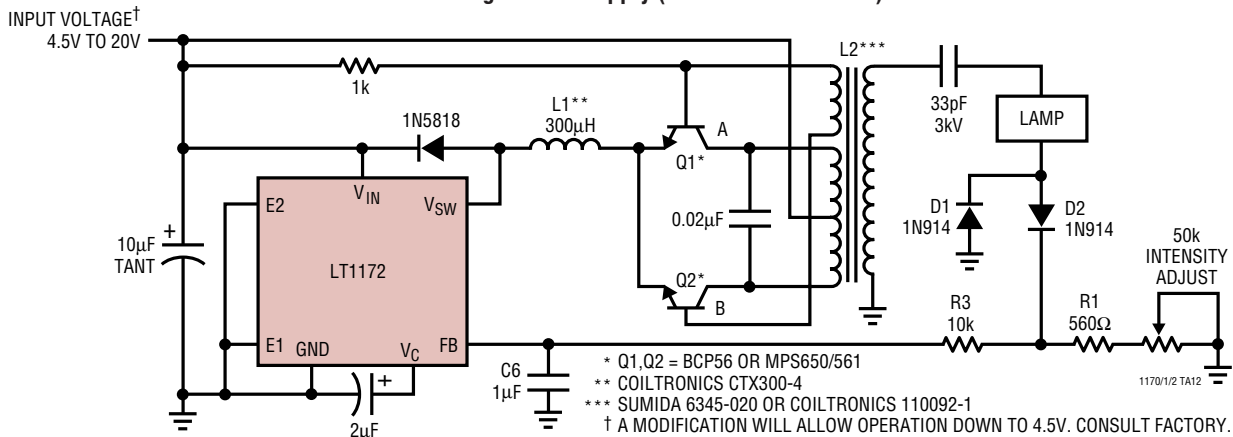 INPUT VOLTAGE†
4.5V TO 20V
1k
L2***
33pF
3kV
LAMP
1N5818
L1**
300μH
A
Q1*
VIN
VSW
E2
10μF
TANT
+
LT1172
0.02μF
D1
1N914
D2
1N914
50k
INTENSITY
ADJUST
Q2*
B
R3
10k
R1
560Ω
E1
GND
VC
FB
+
2μF
C6
1μF
* Q1,Q2 = BCP56 OR MPS650/561
** COILTRONICS CTX300-4
*** SUMIDA 6345-020 OR COILTRONICS 110092-1
† A MODIFICATION WILL ALLOW OPERATION DOWN TO 4.5V. CONSULT FACTORY.
1170/1/2 TA12